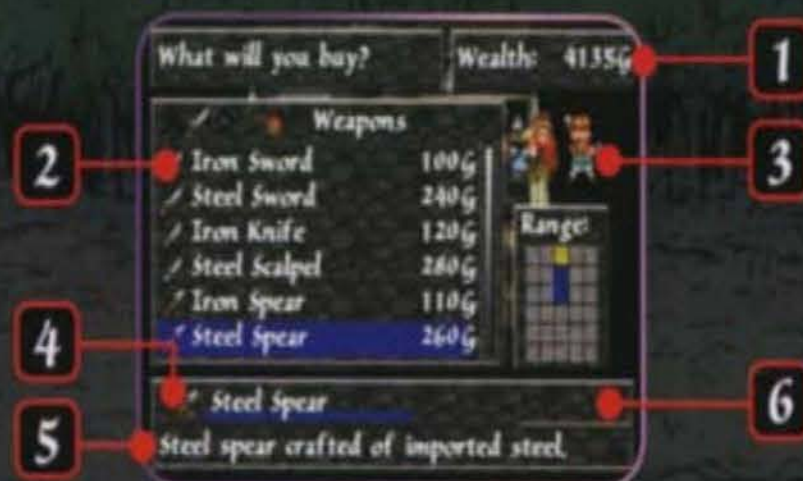 What will you buy?
Wealth: 4135G
1
Weapons
2
Iron Sword 100G
3
Steel Sword 240G
Iron Knife 120G
Range:
Steel Scalpel 280G
Iron Spear 110G
Steel Spear 260G
4
Steel Spear
6
5
Steel spear crafted of imported steel.